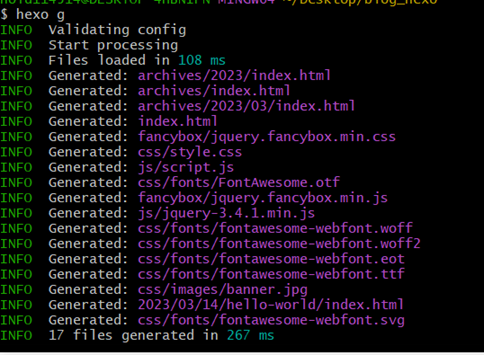 MINGW64 ~/Desktop/blog_hexo
$ hexo g
INFO  Validating config
INFO  Start processing
INFO  Files loaded in 108 ms
INFO  Generated: archives/2023/index.html
INFO  Generated: archives/index.html
INFO  Generated: archives/2023/03/index.html
INFO  Generated: index.html
INFO  Generated: fancybox/jquery.fancybox.min.css
INFO  Generated: css/style.css
INFO  Generated: js/script.js
INFO  Generated: css/fonts/FontAwesome.otf
INFO  Generated: fancybox/jquery.fancybox.min.js
INFO  Generated: js/jquery-3.4.1.min.js
INFO  Generated: css/fonts/fontawesome-webfont.woff
INFO  Generated: css/fonts/fontawesome-webfont.woff2
INFO  Generated: css/fonts/fontawesome-webfont.eot
INFO  Generated: css/fonts/fontawesome-webfont.ttf
INFO  Generated: css/images/banner.jpg
INFO  Generated: 2023/03/14/hello-world/index.html
INFO  Generated: css/fonts/fontawesome-webfont.svg
INFO  17 files generated in 267 ms